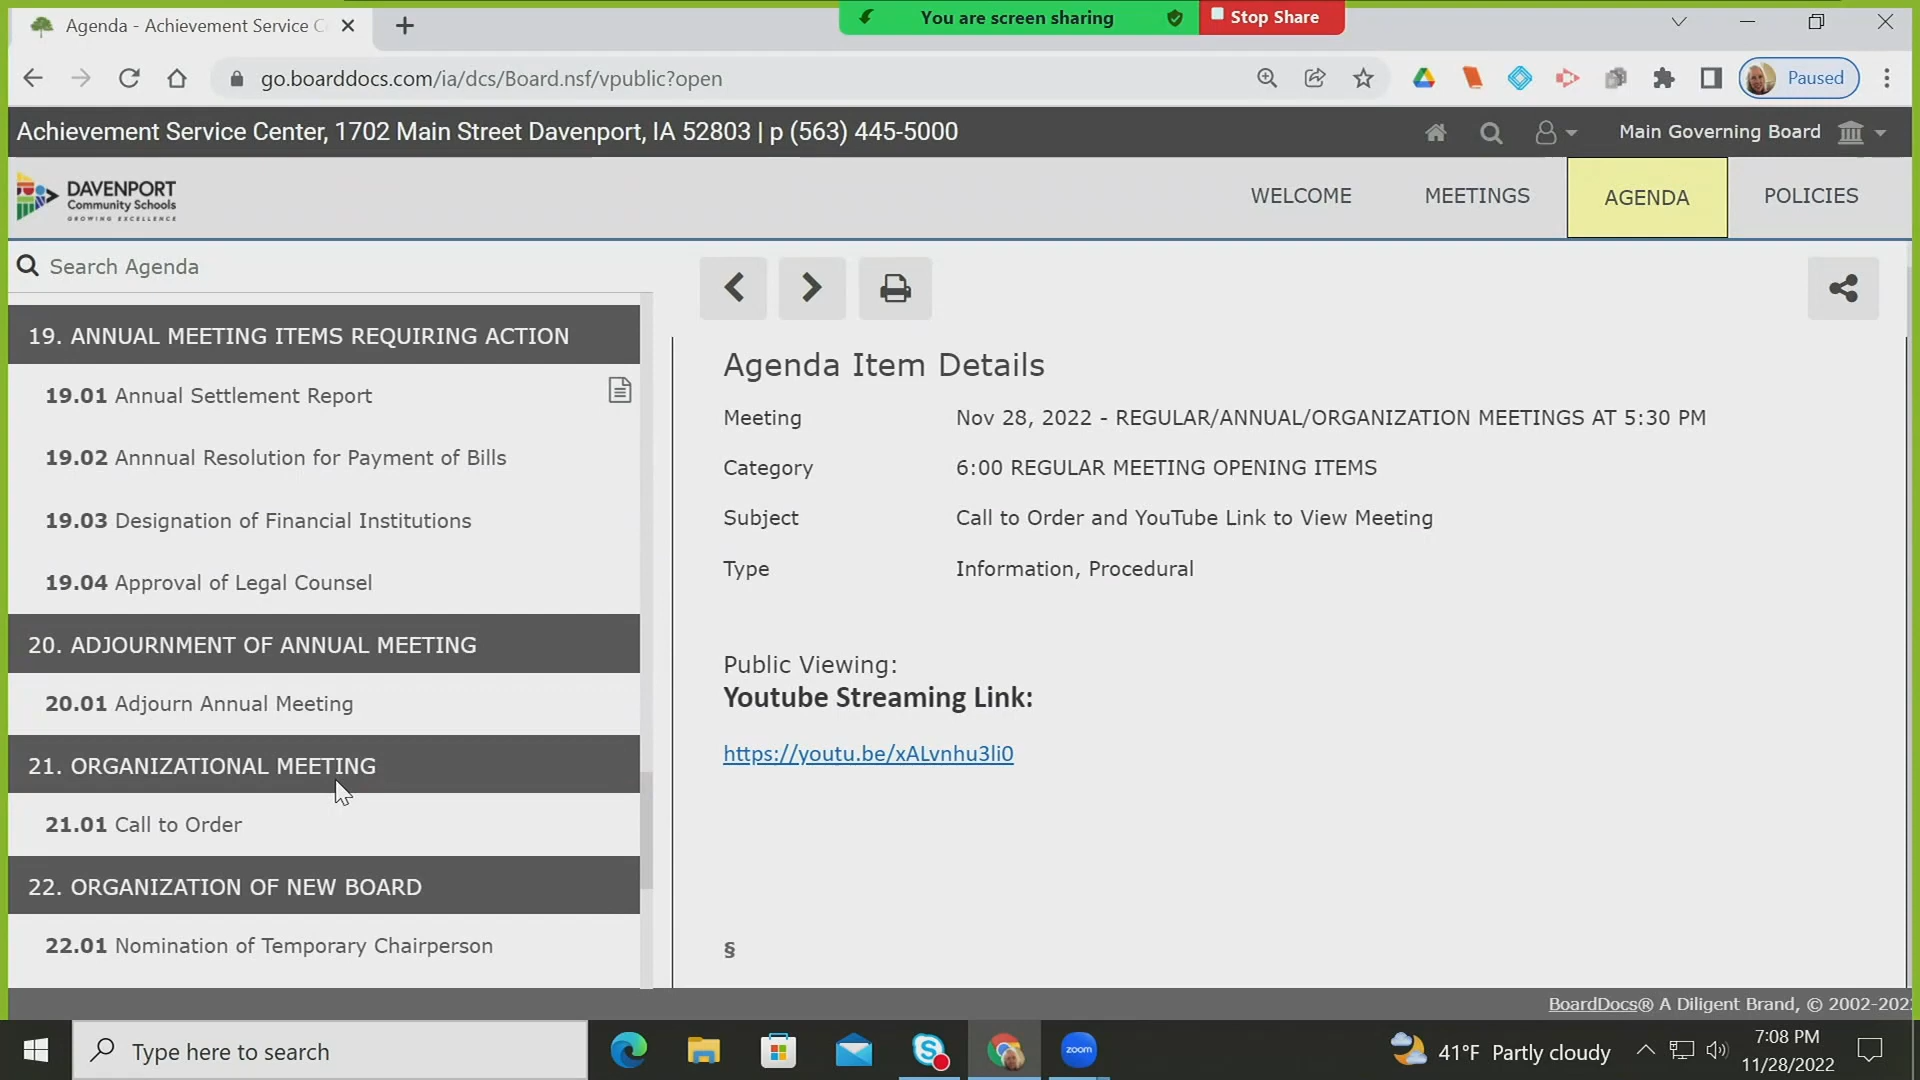 Agenda - Achievement Service C
You are screen sharing
Stop Share
go.boarddocs.com/ia/dcs/Board.nsf/vpublic?open
Paused
Achievement Service Center, 1702 Main Street Davenport, IA 52803 | p (563) 445-5000
Main Governing Board
DAVENPORT
Community Schools
GROWING EXCELLENCE
WELCOME
MEETINGS
AGENDA
POLICIES
Search Agenda
19. ANNUAL MEETING ITEMS REQUIRING ACTION
19.01 Annual Settlement Report
19.02 Annnual Resolution for Payment of Bills
19.03 Designation of Financial Institutions
19.04 Approval of Legal Counsel
20. ADJOURNMENT OF ANNUAL MEETING
20.01 Adjourn Annual Meeting
21. ORGANIZATIONAL MEETING
21.01 Call to Order
22. ORGANIZATION OF NEW BOARD
22.01 Nomination of Temporary Chairperson
Agenda Item Details
Meeting Nov 28, 2022 - REGULAR/ANNUAL/ORGANIZATION MEETINGS AT 5:30 PM
Category 6:00 REGULAR MEETING OPENING ITEMS
Subject Call to Order and YouTube Link to View Meeting
Type Information, Procedural
Public Viewing:
Youtube Streaming Link:
https://youtu.be/xALvnhu3li0
§
BoardDocs® A Diligent Brand, © 2002-202
Type here to search
zoom
41°F Partly cloudy
7:08 PM
11/28/2022